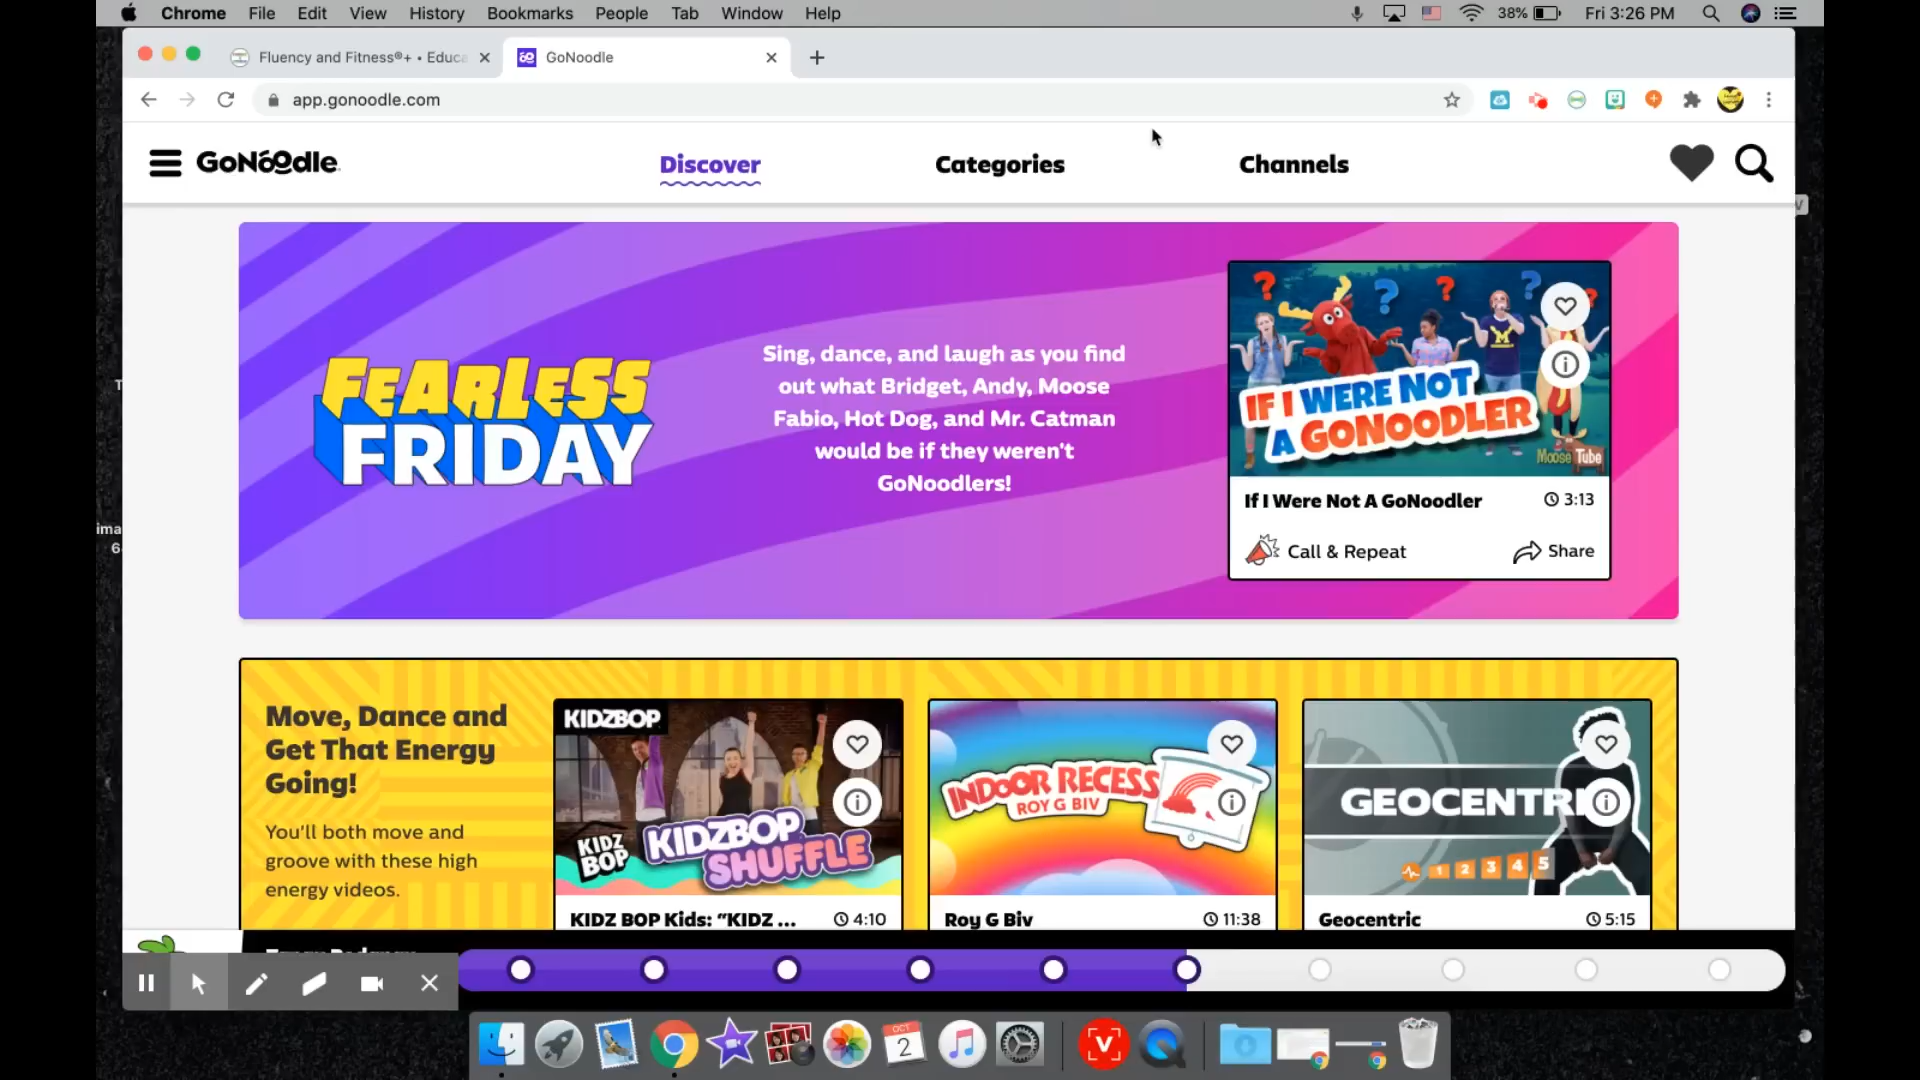 Chrome File Edit View History Bookmarks People Tab Window Help 38% Fri 3:26 PM
Fluency and Fitness®+ • Educa GoNoodle
app.gonoodle.com
GoNoodle Discover Categories Channels
FEARLESS
FRIDAY
Sing, dance, and laugh as you find
out what Bridget, Andy, Moose
Fabio, Hot Dog, and Mr. Catman
would be if they weren't
GoNoodlers!
? ? ? ? ?
IF I WERE NOT
A GONOODLER
Moose Tube
If I Were Not A GoNoodler 3:13
Call & Repeat Share
Move, Dance and
Get That Energy
Going!
You'll both move and
groove with these high
energy videos.
KIDZBOP
KIDZ
BOP
KIDZBOP
SHUFFLE
KIDZ BOP Kids: “KIDZ ... 4:10
INDOOR RECESS
ROY G BIV
Roy G Biv 11:38
GEOCENTRI
1 2 3 4 5
Geocentric 5:15
ima
6
OCT
2